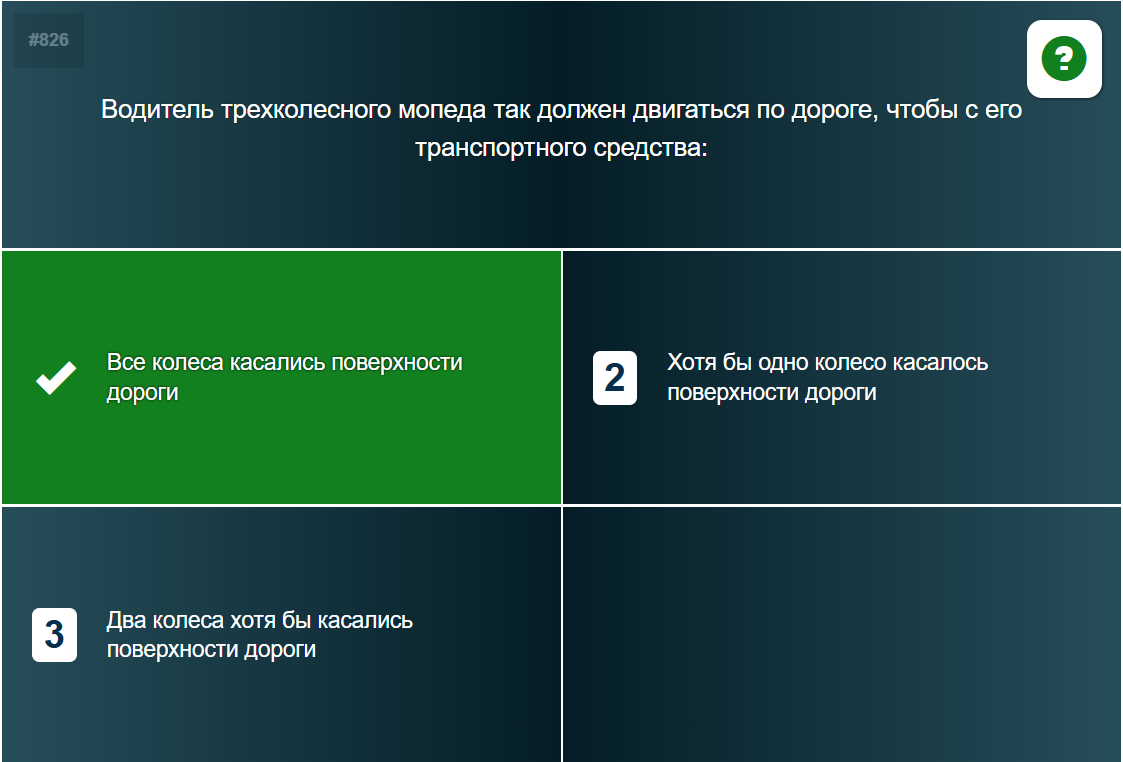 #826
?
Водитель трехколесного мопеда так должен двигаться по дороге, чтобы с его
транспортного средства:
Все колеса касались поверхности
дороги
2
Хотя бы одно колесо касалось
поверхности дороги
3
Два колеса хотя бы касались
поверхности дороги